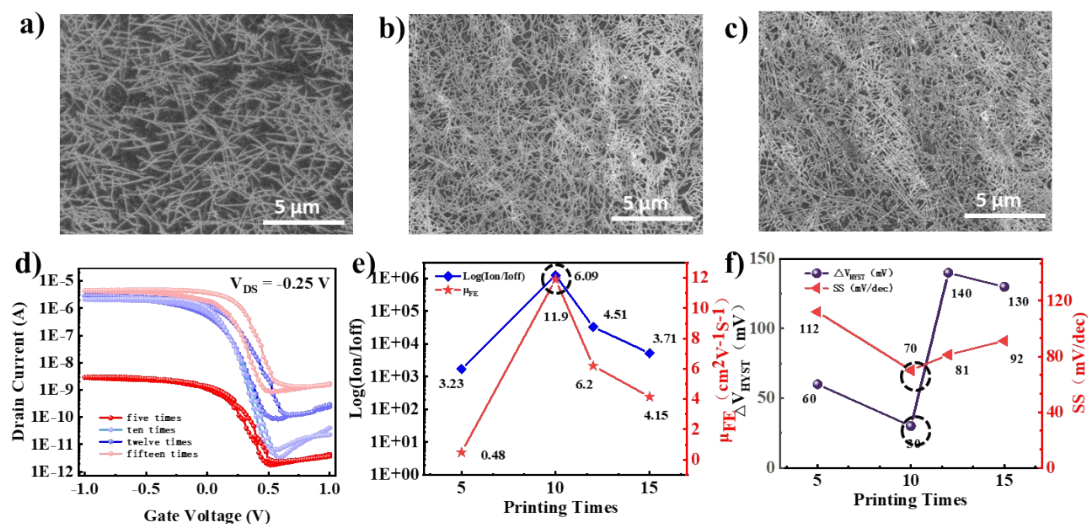 a)
5 μm
b)
5 μm
c)
5 μm
d)
1E-5
1E-6
1E-7
1E-8
1E-9
1E-10
1E-11
1E-12
Drain Current (A)
V_DS = -0.25 V
five times
ten times
twelve times
fifteen times
-1.0 -0.5 0.0 0.5 1.0
Gate Voltage (V)
e)
1E+06
1E+05
1E+04
1E+03
1E+02
1E+01
1E+00
Log(Ion/Ioff)
Log(Ion/Ioff)
μ_FE
6.09
11.9
4.51
3.71
3.23
6.2
4.15
0.48
12
10
8
6
4
2
0
μ_FE (cm2V-1S-1)
5 10 15
Printing Times
f)
150
100
50
0
△V_HYST (mV)
△V_HYST (mV)
SS (mV/dec)
112
70
140
130
81
92
60
30
120
80
40
0
SS (mV/dec)
5 10 15
Printing Times